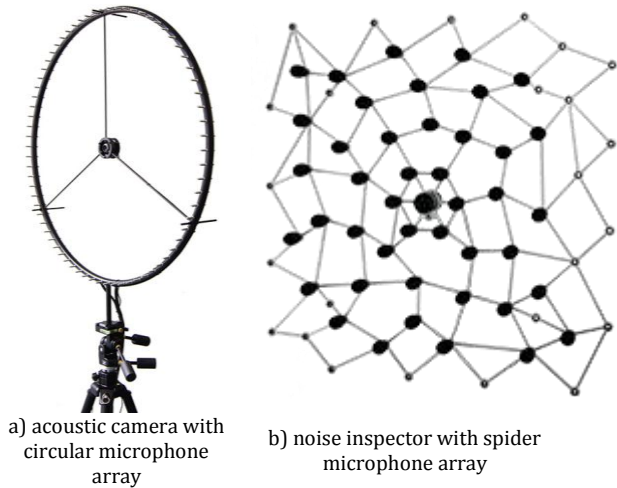 a) acoustic camera with
circular microphone
array
b) noise inspector with spider
microphone array